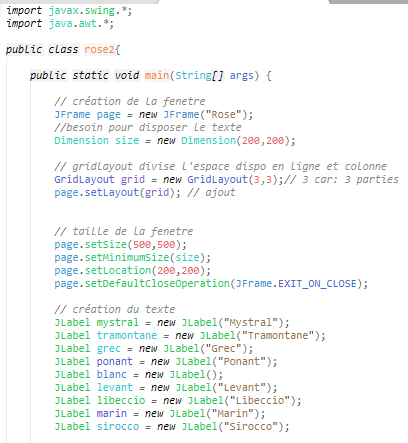 import javax.swing.*;
import java.awt.*;
public class rose2{
public static void main(String[] args) {
// création de la fenetre
JFrame page = new JFrame("Rose");
//besoin pour disposer le texte
Dimension size = new Dimension(200,200);
// gridlayout divise l'espace dispo en ligne et colonne
GridLayout grid = new GridLayout(3,3);// 3 car: 3 parties
page.setLayout(grid); // ajout
// taille de la fenetre
page.setSize(500,500);
page.setMinimumSize(size);
page.setLocation(200,200);
page.setDefaultCloseOperation(JFrame.EXIT_ON_CLOSE);
// création du texte
JLabel mystral = new JLabel("Mystral");
JLabel tramontane = new JLabel("Tramontane");
JLabel grec = new JLabel("Grec");
JLabel ponant = new JLabel("Ponant");
JLabel blanc = new JLabel();
JLabel levant = new JLabel("Levant");
JLabel libeccio = new JLabel("Libeccio");
JLabel marin = new JLabel("Marin");
JLabel sirocco = new JLabel("Sirocco");